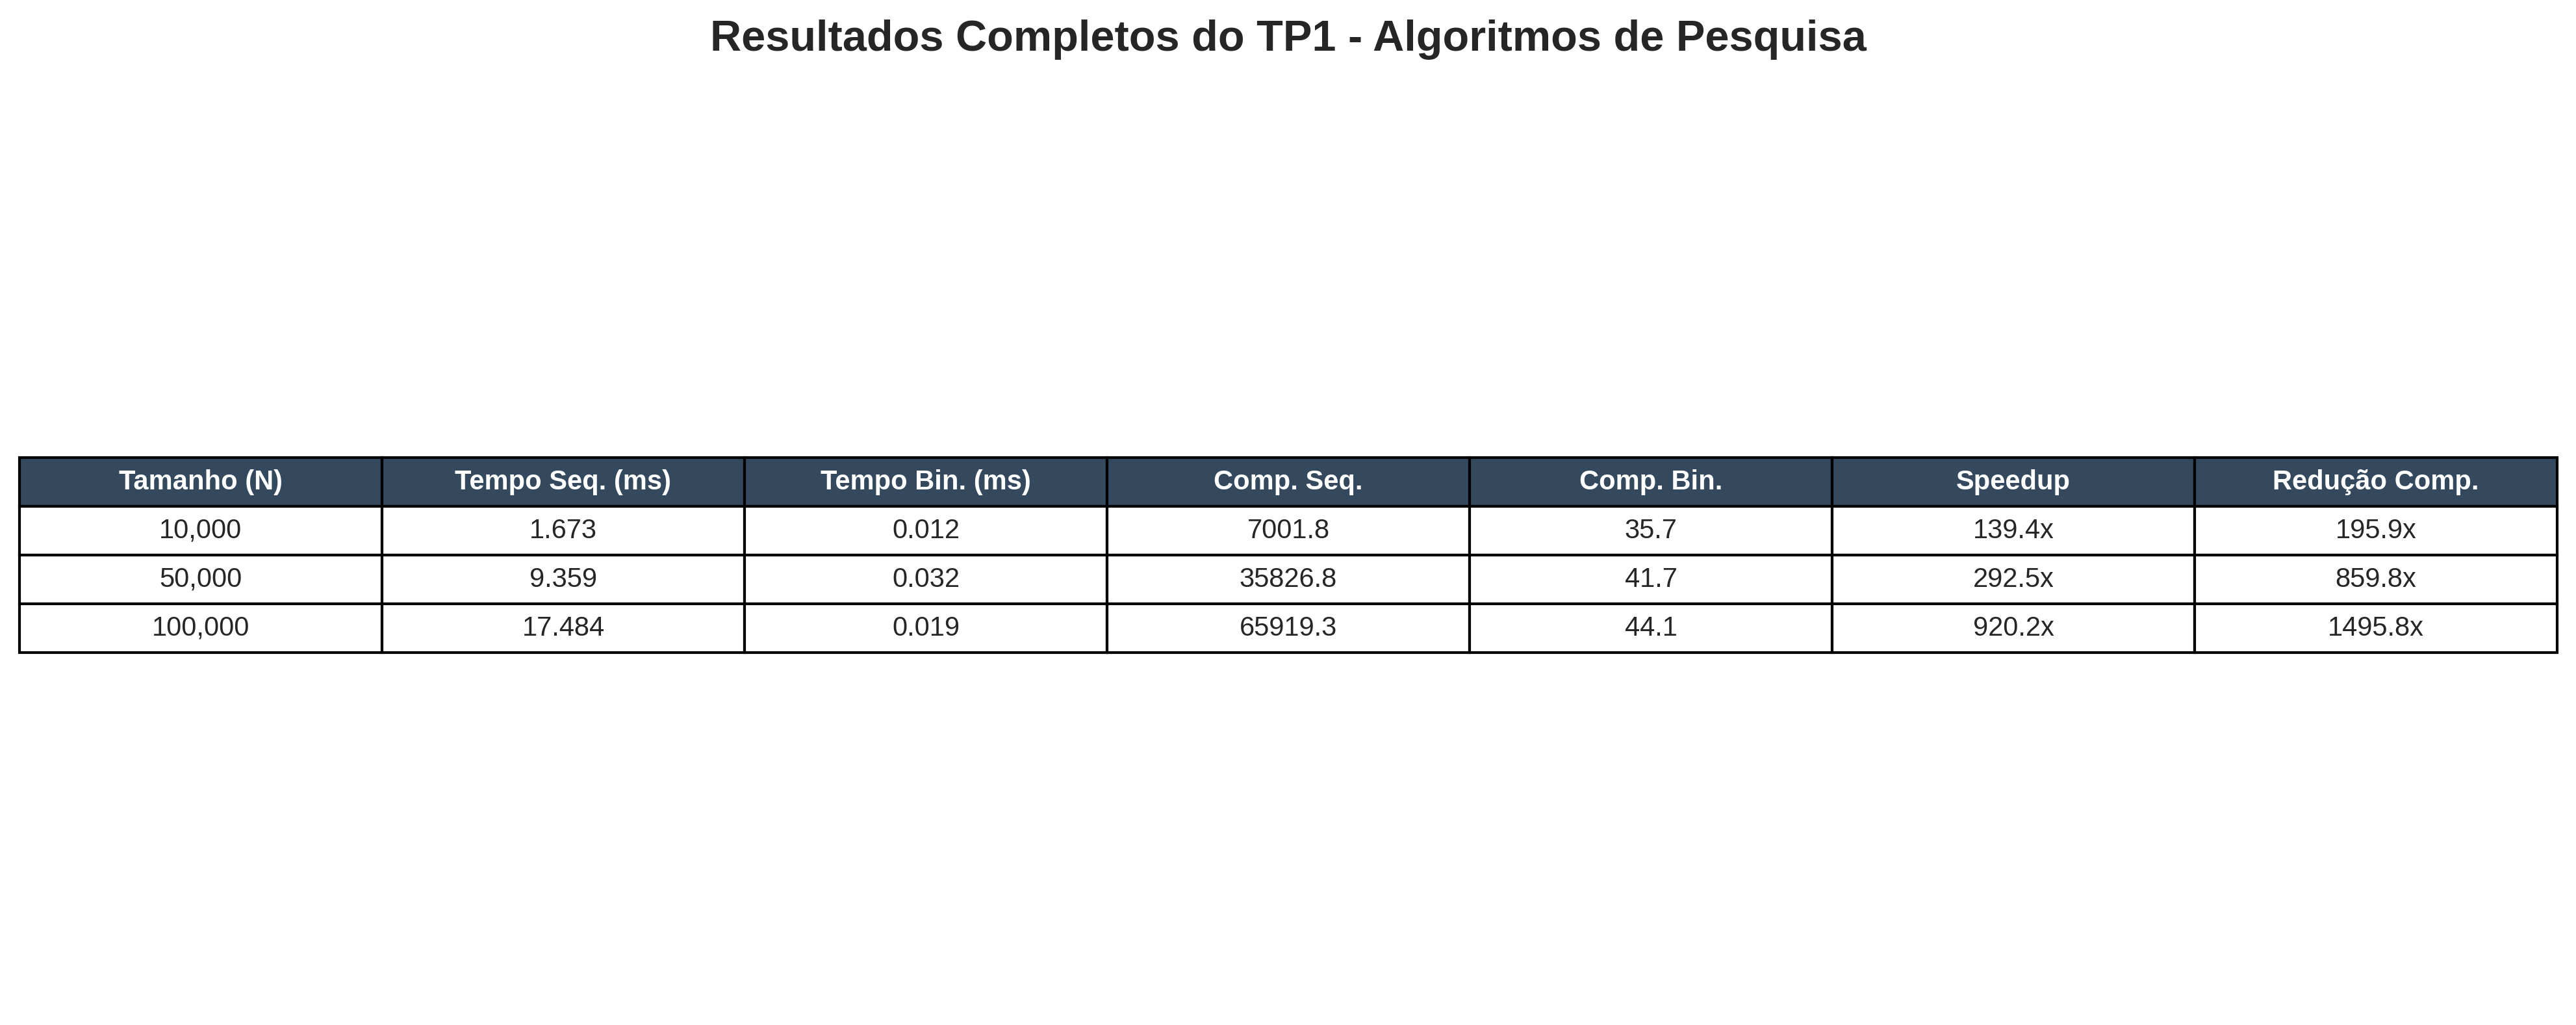 Resultados Completos do TP1 - Algoritmos de Pesquisa
Tamanho (N) Tempo Seq. (ms) Tempo Bin. (ms) Comp. Seq. Comp. Bin. Speedup Redução Comp.
10,000 1.673 0.012 7001.8 35.7 139.4x 195.9x
50,000 9.359 0.032 35826.8 41.7 292.5x 859.8x
100,000 17.484 0.019 65919.3 44.1 920.2x 1495.8x